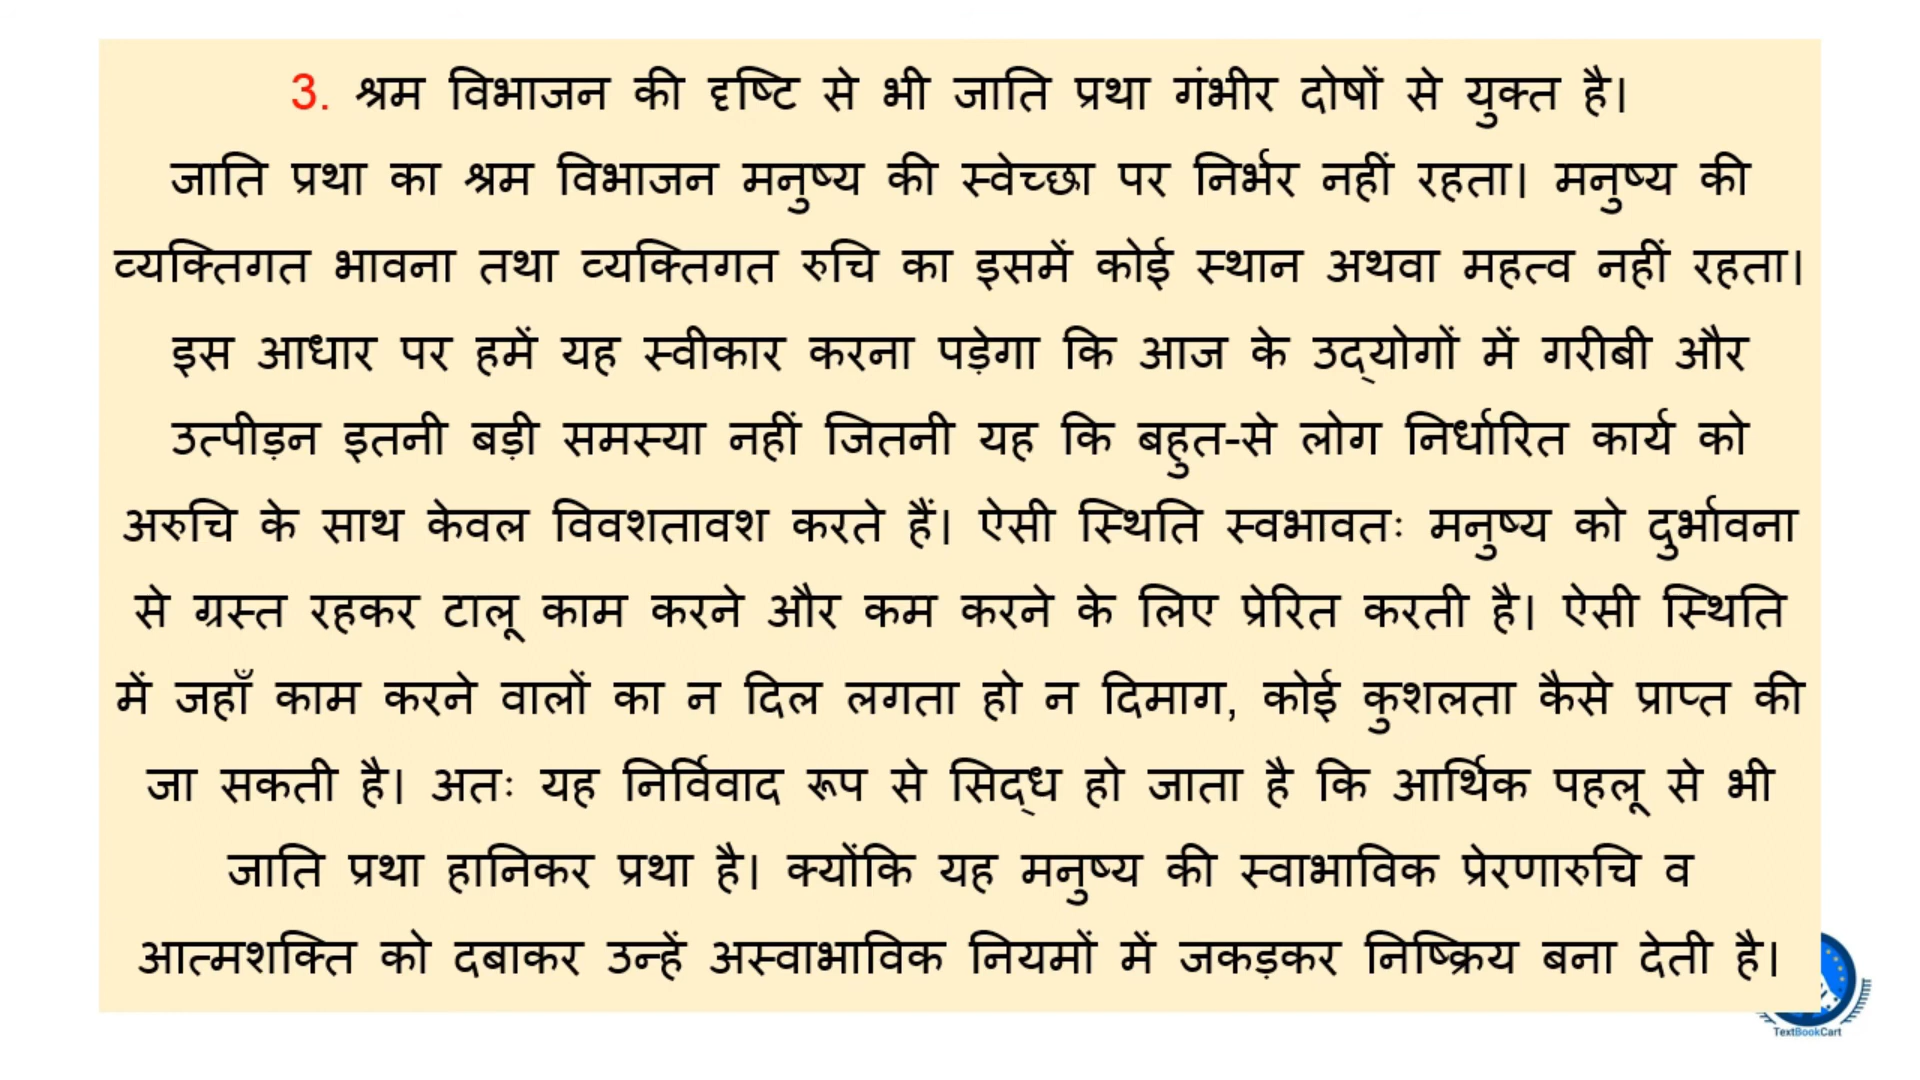 3. श्रम विभाजन की दृष्टि से भी जाति प्रथा गंभीर दोषों से युक्त है।
जाति प्रथा का श्रम विभाजन मनुष्य की स्वेच्छा पर निर्भर नहीं रहता। मनुष्य की
व्यक्तिगत भावना तथा व्यक्तिगत रुचि का इसमें कोई स्थान अथवा महत्व नहीं रहता।
इस आधार पर हमें यह स्वीकार करना पड़ेगा कि आज के उद्‌योगों में गरीबी और
उत्पीड़न इतनी बड़ी समस्या नहीं जितनी यह कि बहुत-से लोग निर्धारित कार्य को
अरुचि के साथ केवल विवशतावश करते हैं। ऐसी स्थिति स्वभावतः मनुष्य को दुर्भावना
से ग्रस्त रहकर टालू काम करने और कम करने के लिए प्रेरित करती है। ऐसी स्थिति
में जहाँ काम करने वालों का न दिल लगता हो न दिमाग, कोई कुशलता कैसे प्राप्त की
जा सकती है। अतः यह निर्विवाद रूप से सिद्‌ध हो जाता है कि आर्थिक पहलू से भी
जाति प्रथा हानिकर प्रथा है। क्योंकि यह मनुष्य की स्वाभाविक प्रेरणारुचि व
आत्मशक्ति को दबाकर उन्हें अस्वाभाविक नियमों में जकड़कर निष्क्रिय बना देती है।
TextBookCart